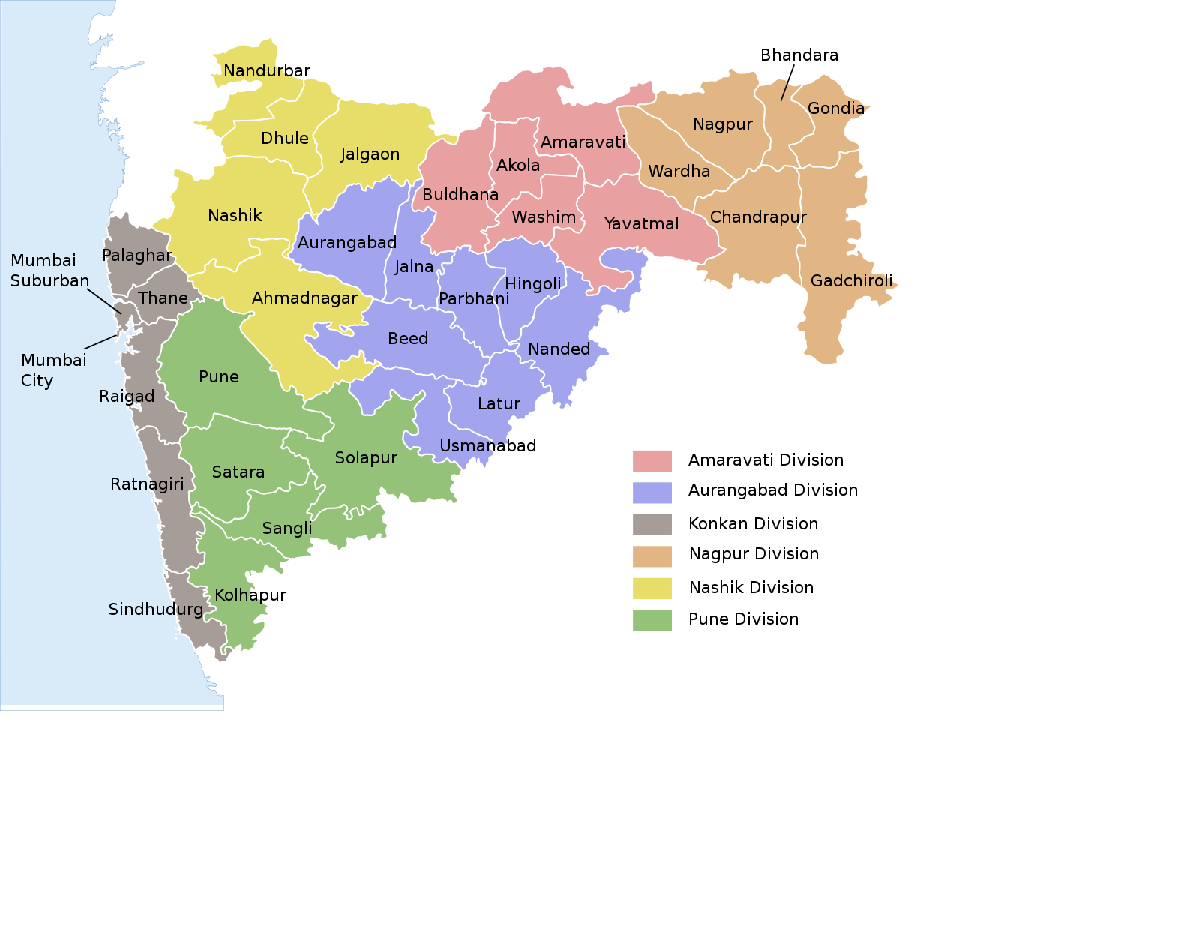 Bhandara
Nandurbar
Gondia
Nagpur
Dhule
Amaravati
Jalgaon
Akola
Wardha
Buldhana
Nashik
Washim
Yavatmal
Chandrapur
Aurangabad
Palaghar
Mumbai
Suburban
Jalna
Gadchiroli
Hingoli
Thane
Ahmadnagar
Parbhani
Beed
Nanded
Mumbai
City
Pune
Raigad
Latur
Usmanabad
Solapur
Satara
Ratnagiri
Sangli
Kolhapur
Sindhudurg
Amaravati Division
Aurangabad Division
Konkan Division
Nagpur Division
Nashik Division
Pune Division